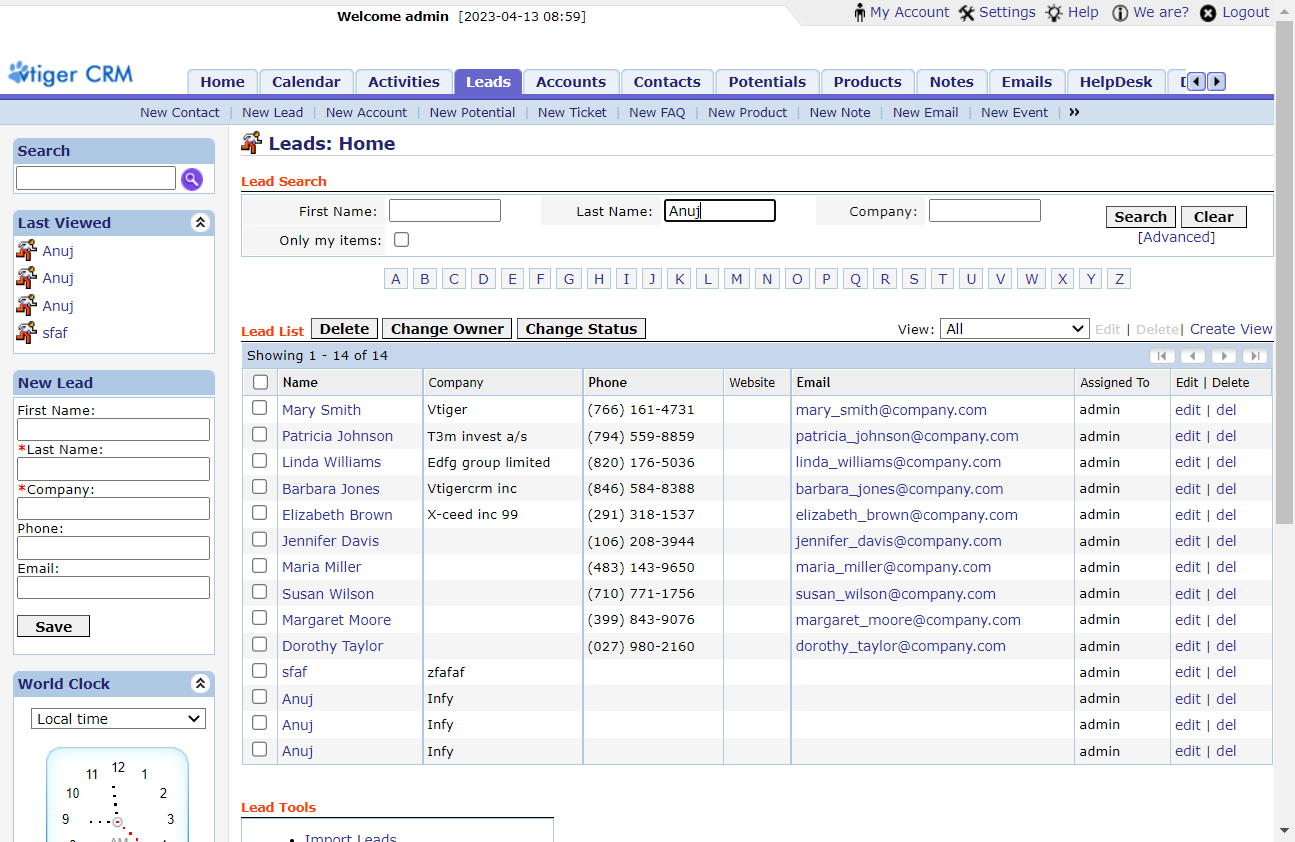 Welcome admin [2023-04-13 08:59] My Account Settings Help We are? Logout
vtiger CRM
Home Calendar Activities Leads Accounts Contacts Potentials Products Notes Emails HelpDesk
New Contact | New Lead | New Account | New Potential | New Ticket | New FAQ | New Product | New Note | New Email | New Event | »
Search
Last Viewed
Anuj
Anuj
Anuj
sfaf
New Lead
First Name:
*Last Name:
*Company:
Phone:
Email:
Save
World Clock
Local time
12
11 1
10 2
9 3
AM
Leads: Home
Lead Search
First Name: Last Name: Anuj Company: Search Clear
Only my items: [Advanced]
A B C D E F G H I J K L M N O P Q R S T U V W X Y Z
Lead List Delete Change Owner Change Status View: All Edit | Delete| Create View
Showing 1 - 14 of 14
Name Company Phone Website Email Assigned To Edit | Delete
Mary Smith Vtiger (766) 161-4731 mary_smith@company.com admin edit | del
Patricia Johnson T3m invest a/s (794) 559-8859 patricia_johnson@company.com admin edit | del
Linda Williams Edfg group limited (820) 176-5036 linda_williams@company.com admin edit | del
Barbara Jones Vtigercrm inc (846) 584-8388 barbara_jones@company.com admin edit | del
Elizabeth Brown X-ceed inc 99 (291) 318-1537 elizabeth_brown@company.com admin edit | del
Jennifer Davis (106) 208-3944 jennifer_davis@company.com admin edit | del
Maria Miller (483) 143-9650 maria_miller@company.com admin edit | del
Susan Wilson (710) 771-1756 susan_wilson@company.com admin edit | del
Margaret Moore (399) 843-9076 margaret_moore@company.com admin edit | del
Dorothy Taylor (027) 980-2160 dorothy_taylor@company.com admin edit | del
sfaf zfafaf admin edit | del
Anuj Infy admin edit | del
Anuj Infy admin edit | del
Anuj Infy admin edit | del
Lead Tools
• Import Leads